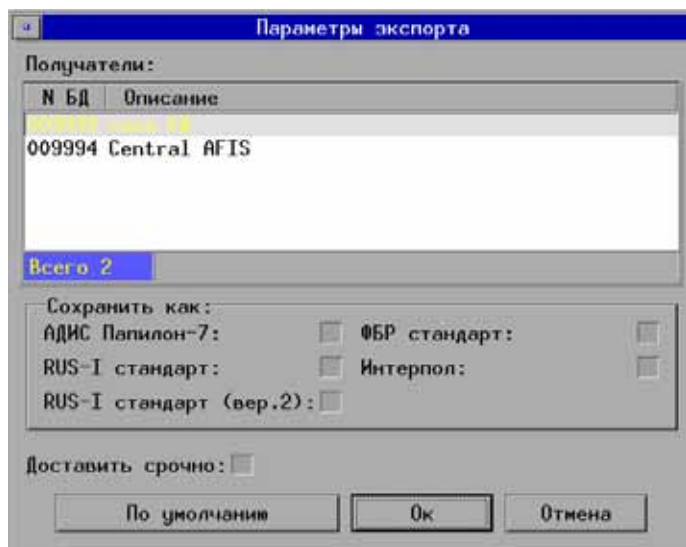 Параметры экспорта
Получатели:
N БД Описание
009994 Central AFIS
Всего 2
Сохранить как:
АДИС Папилон-7: ФБР стандарт:
RUS-I стандарт: Интерпол:
RUS-I стандарт (вер.2):
Доставить срочно:
По умолчанию Ок Отмена